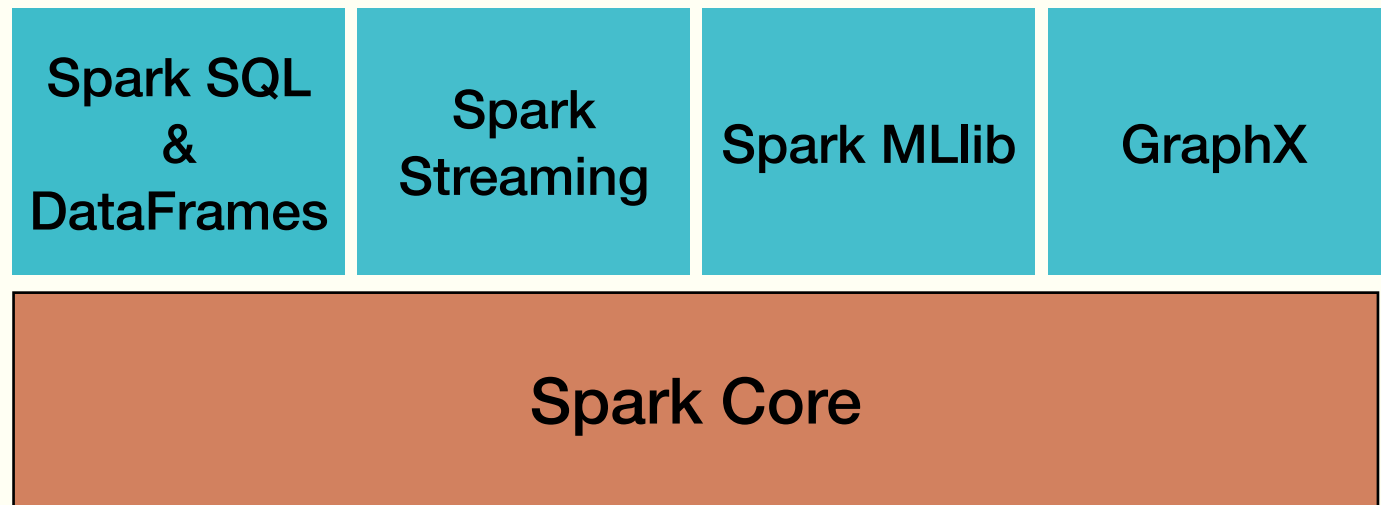 Spark SQL
&
DataFrames
Spark
Streaming
Spark MLlib
GraphX
Spark Core